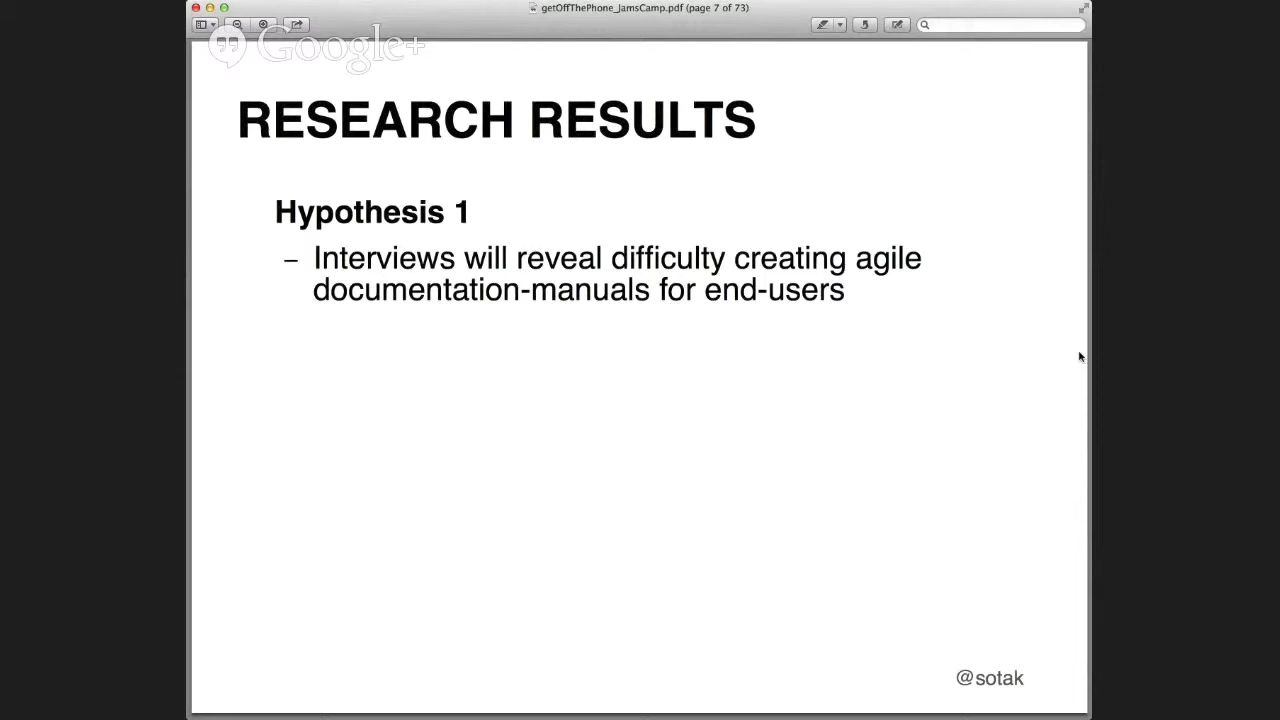 getOffThePhone_JamsCamp.pdf (page 7 of 73)
Google+
RESEARCH RESULTS
Hypothesis 1
– Interviews will reveal difficulty creating agile
documentation-manuals for end-users
@sotak